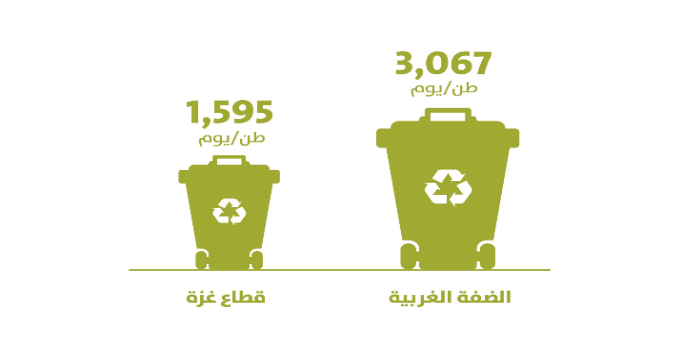 3,067
طن/يوم
1,595
طن/يوم
الضفة الغربية
قطاع غزة